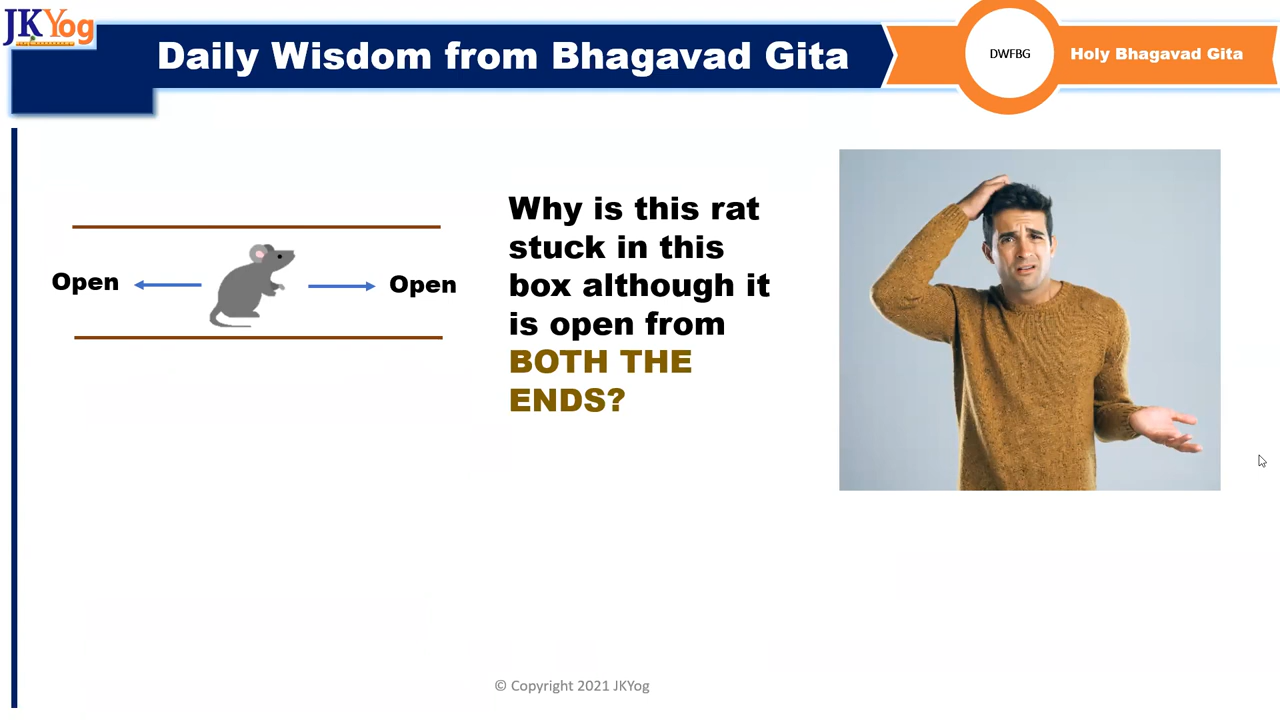 JKYog
Daily Wisdom from Bhagavad Gita
DWFBG
Holy Bhagavad Gita
Open
Open
Why is this rat
stuck in this
box although it
is open from
BOTH THE
ENDS?
© Copyright 2021 JKYog